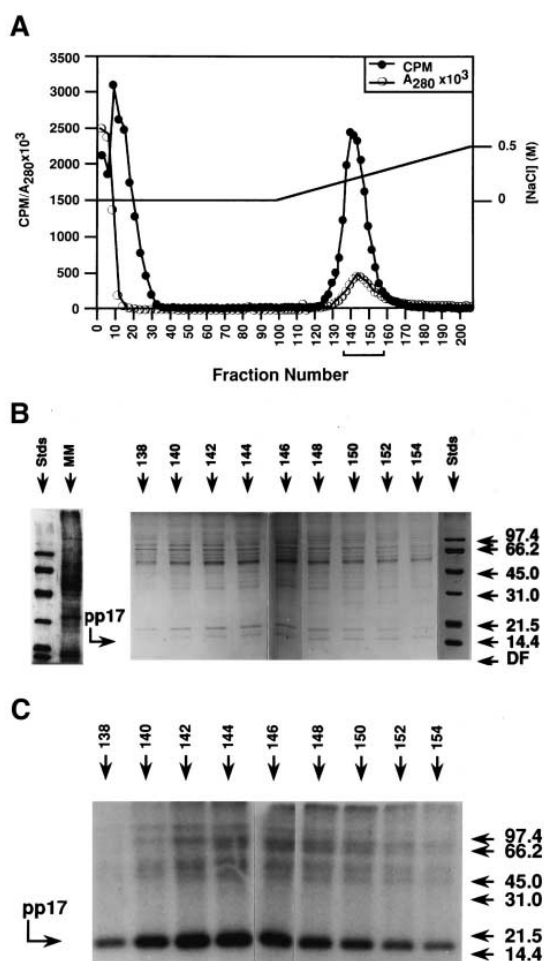 A
CPM
A280 x10³
3500
3000
2500
2000
1500
1000
500
0
CPM/A280x10³
0.5
0
[NaCl] (M)
0 10 20 30 40 50 60 70 80 90 100 110 120 130 140 150 160 170 180 190 200
Fraction Number
B
Stds MM 138 140 142 144 146 148 150 152 154 Stds
97.4
66.2
45.0
31.0
21.5
14.4
DF
pp17
C
138 140 142 144 146 148 150 152 154
97.4
66.2
45.0
31.0
21.5
14.4
pp17